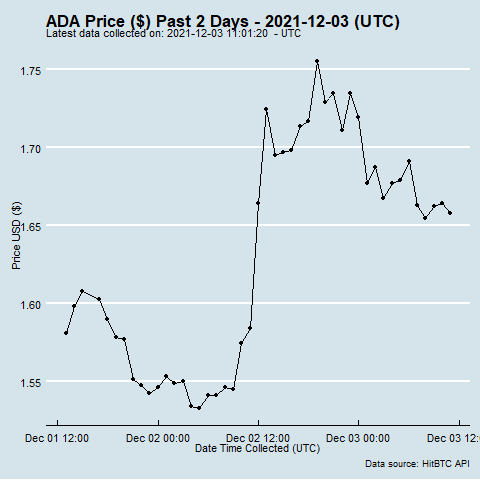 ADA Price ($) Past 2 Days - 2021-12-03 (UTC)
Latest data collected on: 2021-12-03 11:01:20 - UTC
1.75
1.70
1.65
1.60
1.55
Price USD ($)
Dec 01 12:00 Dec 02 00:00 Dec 02 12:00 Dec 03 00:00 Dec 03 12:0
Date Time Collected (UTC)
Data source: HitBTC API